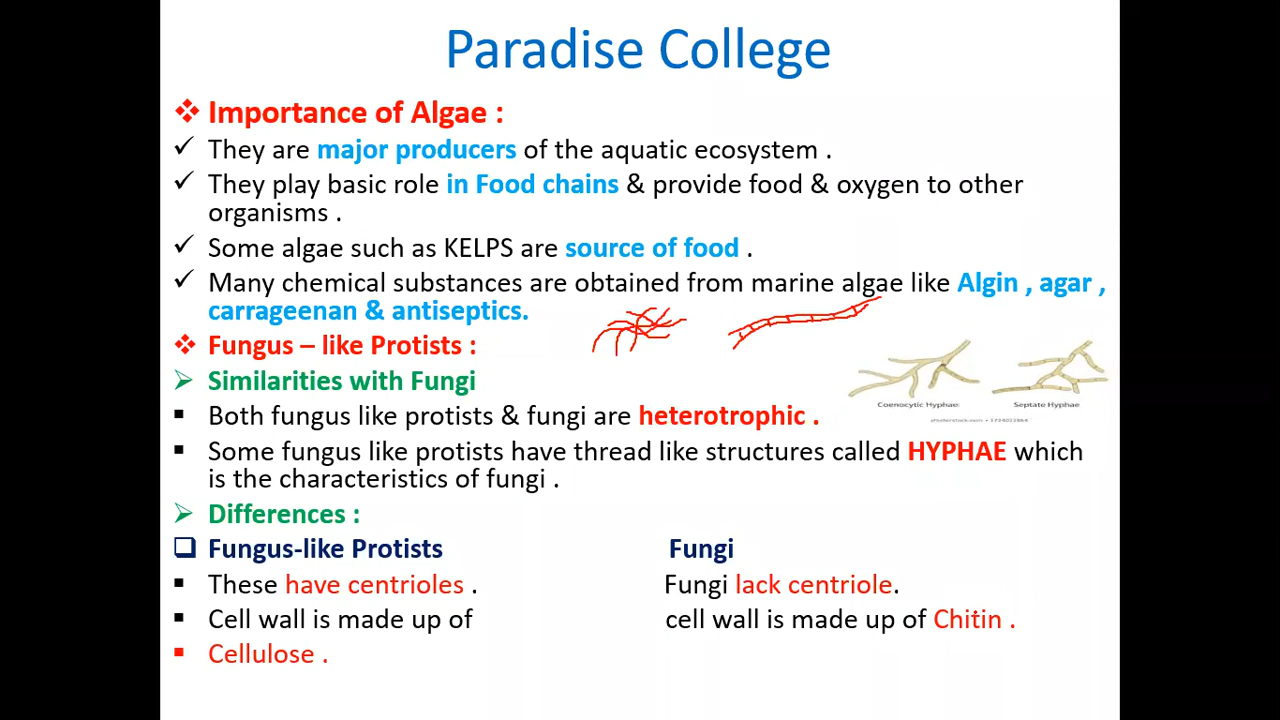 Paradise College
❖ Importance of Algae :
✓ They are major producers of the aquatic ecosystem .
✓ They play basic role in Food chains & provide food & oxygen to other
organisms .
✓ Some algae such as KELPS are source of food .
✓ Many chemical substances are obtained from marine algae like Algin , agar ,
carrageenan & antiseptics.
❖ Fungus – like Protists :
➢ Similarities with Fungi
▪ Both fungus like protists & fungi are heterotrophic .
Coenocytic Hyphae Septate Hyphae
shutterstock.com • 1724011864
▪ Some fungus like protists have thread like structures called HYPHAE which
is the characteristics of fungi .
➢ Differences :
❑ Fungus-like Protists Fungi
▪ These have centrioles . Fungi lack centriole.
▪ Cell wall is made up of cell wall is made up of Chitin .
▪ Cellulose .